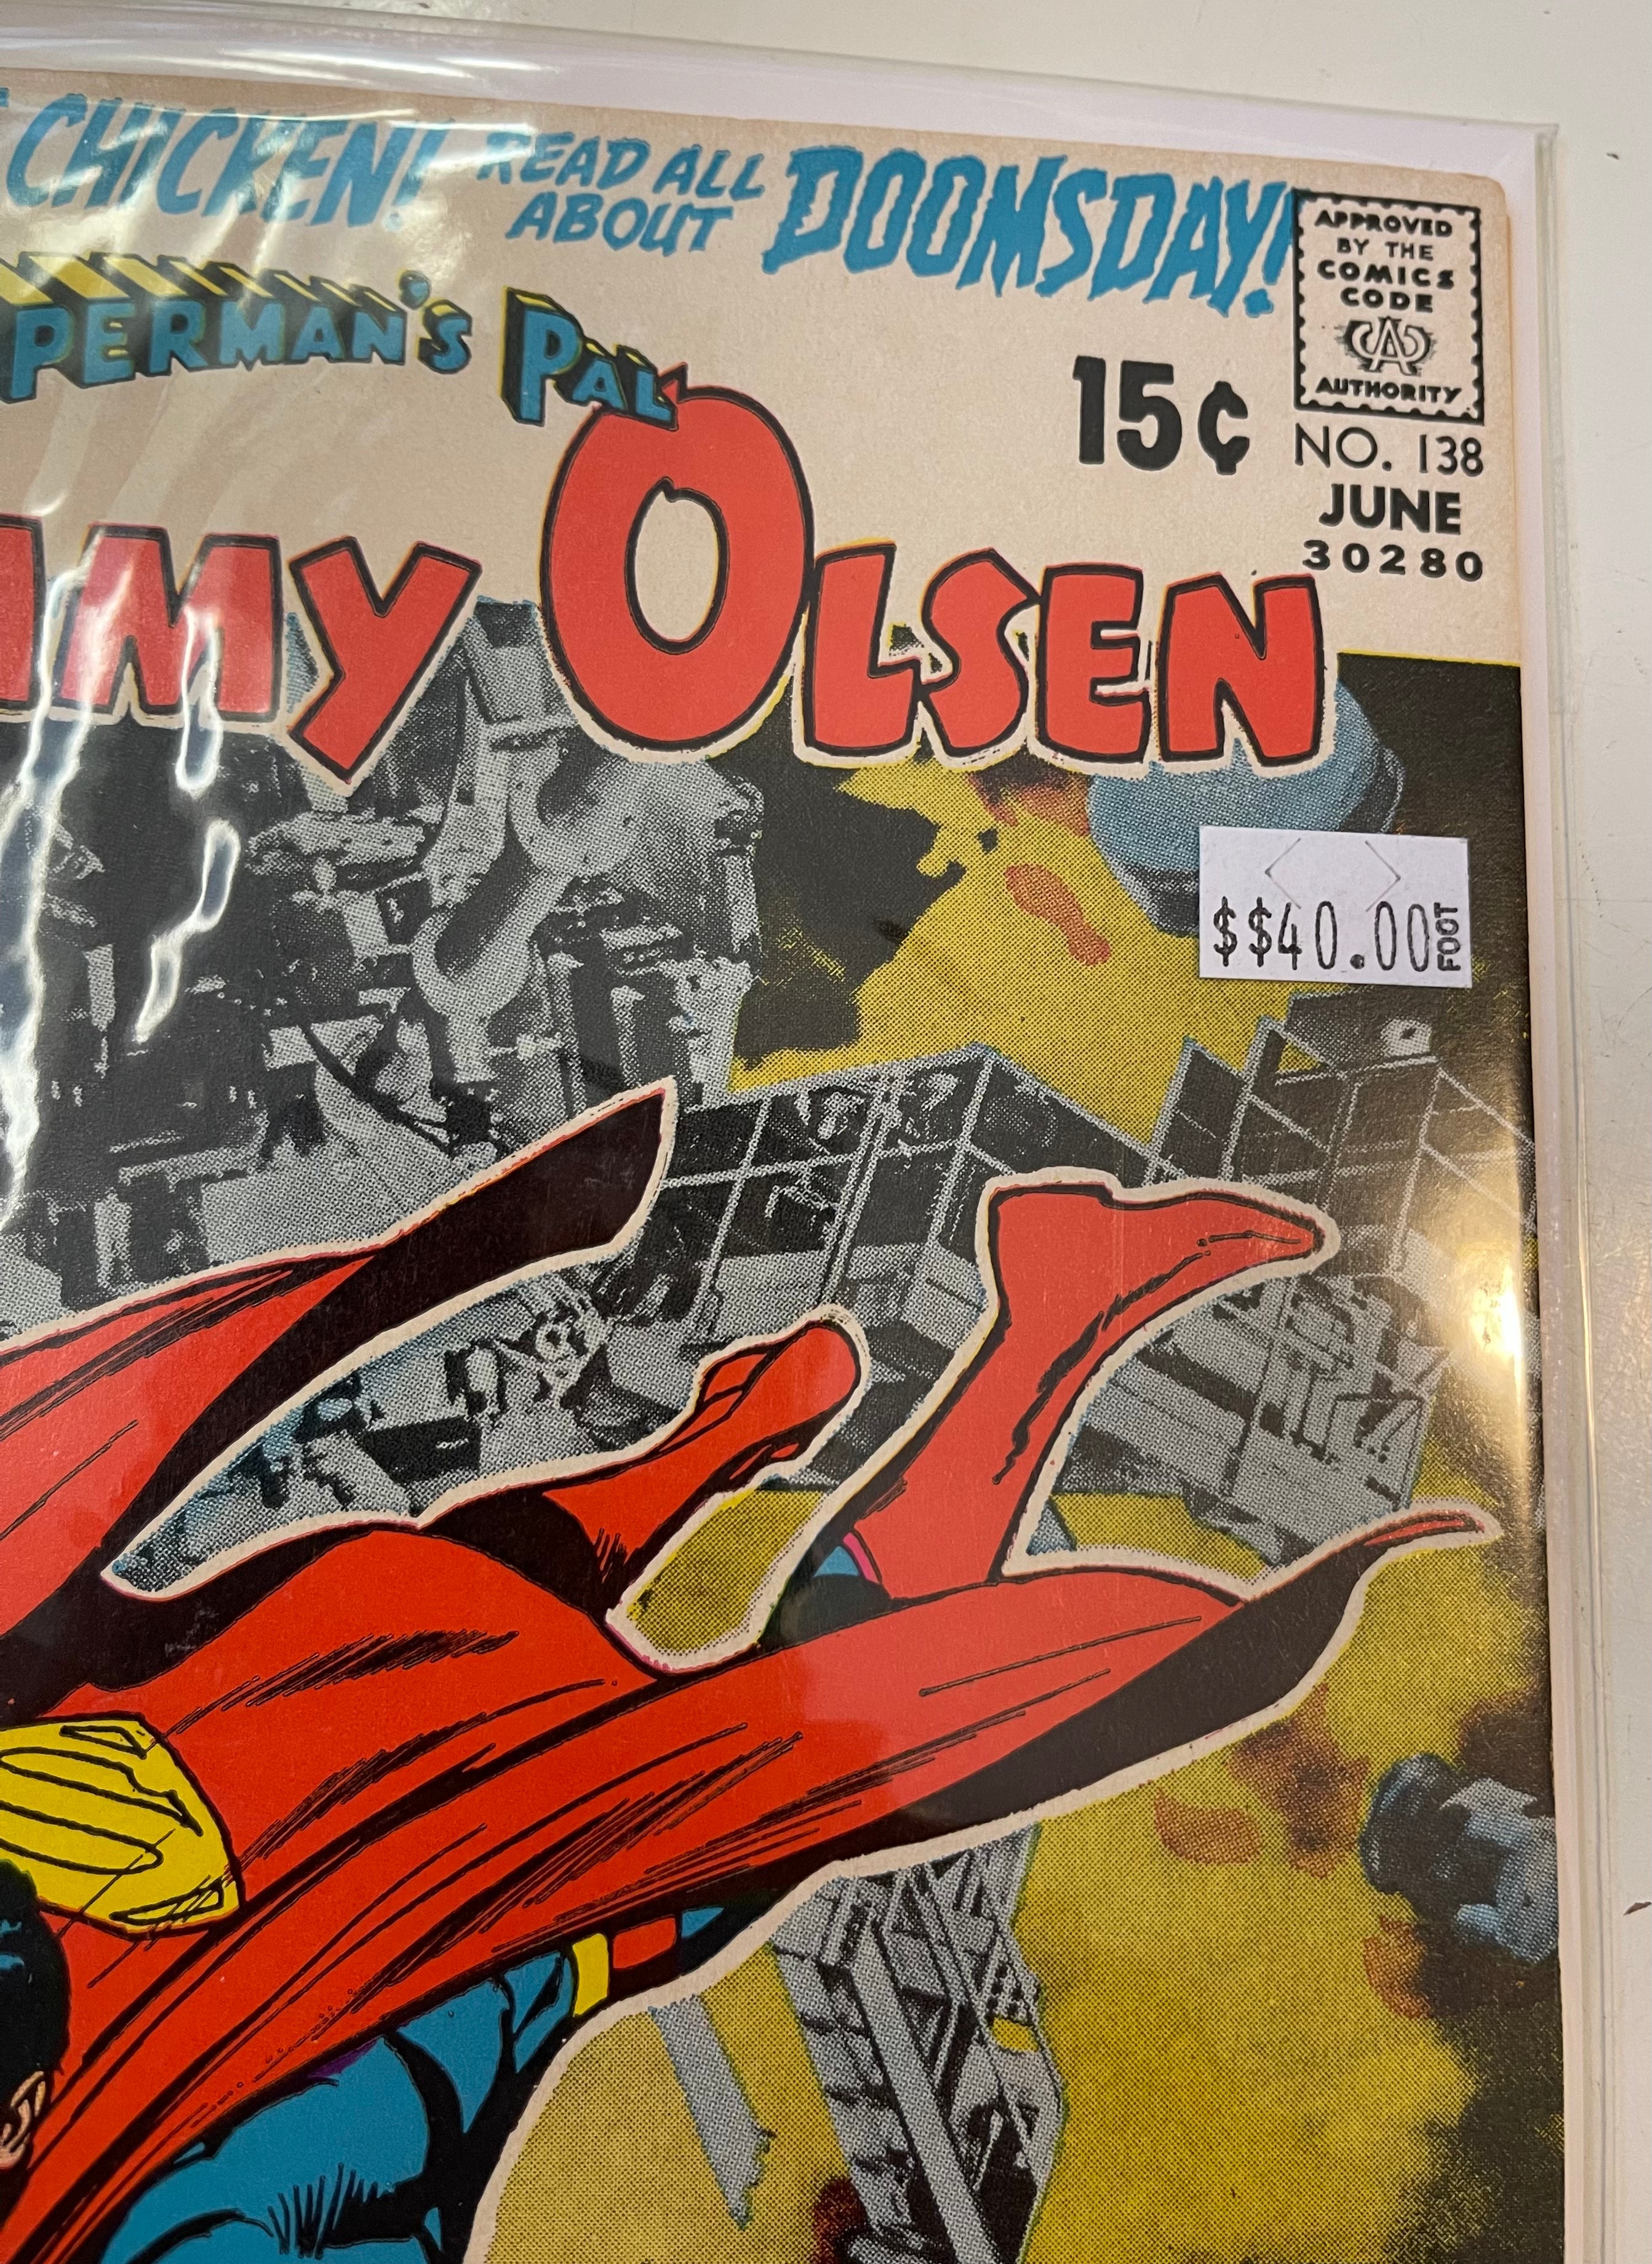 CHICKEN! READ ALL ABOUT DOOMSDAY!
APPROVED
BY THE
COMICS
CODE
CA
AUTHORITY
PERMAN'S PAL
15¢
NO. 138
JUNE
30280
MY OLSEN
$$40.00 FOOT